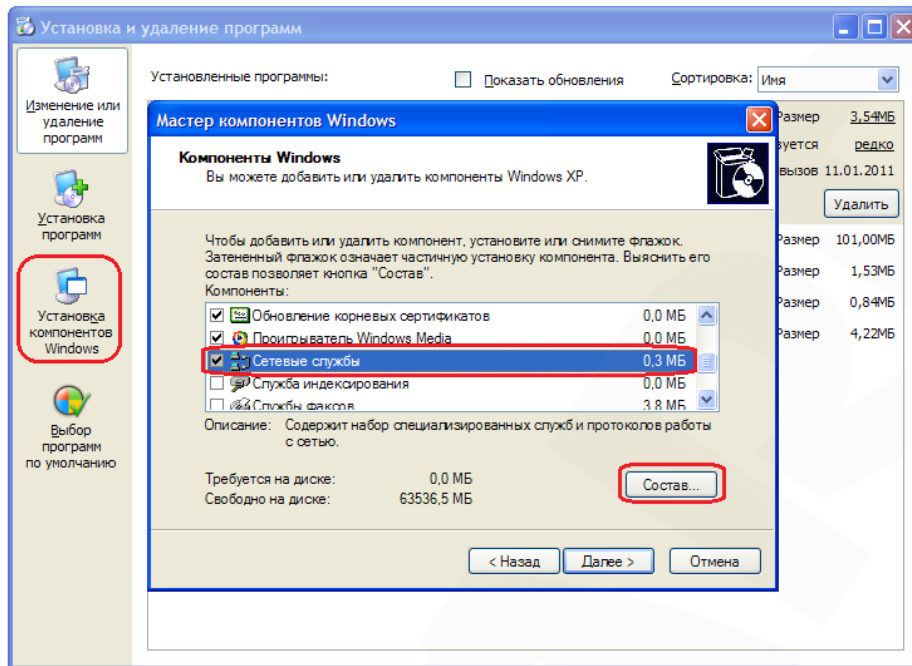 Установка и удаление программ
Изменение или
удаление
программ
Установка
программ
Установка
компонентов
Windows
Выбор
программ
по умолчанию
Установленные программы:
Показать обновления
Сортировка: Имя
Размер 3,54МБ
зуется редко
вызов 11.01.2011
Удалить
Размер 101,00МБ
Размер 1,53МБ
Размер 0,84МБ
Размер 4,22МБ
Мастер компонентов Windows
Компоненты Windows
Вы можете добавить или удалить компоненты Windows XP.
Чтобы добавить или удалить компонент, установите или снимите флажок.
Затененный флажок означает частичную установку компонента. Выяснить его
состав позволяет кнопка "Состав".
Компоненты:
Обновление корневых сертификатов 0,0 МБ
Проигрыватель Windows Media 0,0 МБ
Сетевые службы 0,3 МБ
Служба индексирования 0,0 МБ
Службы факсов 3,8 МБ
Описание: Содержит набор специализированных служб и протоколов работы
с сетью.
Требуется на диске: 0,0 МБ
Свободно на диске: 63536,5 МБ
Состав...
< Назад
Далее >
Отмена